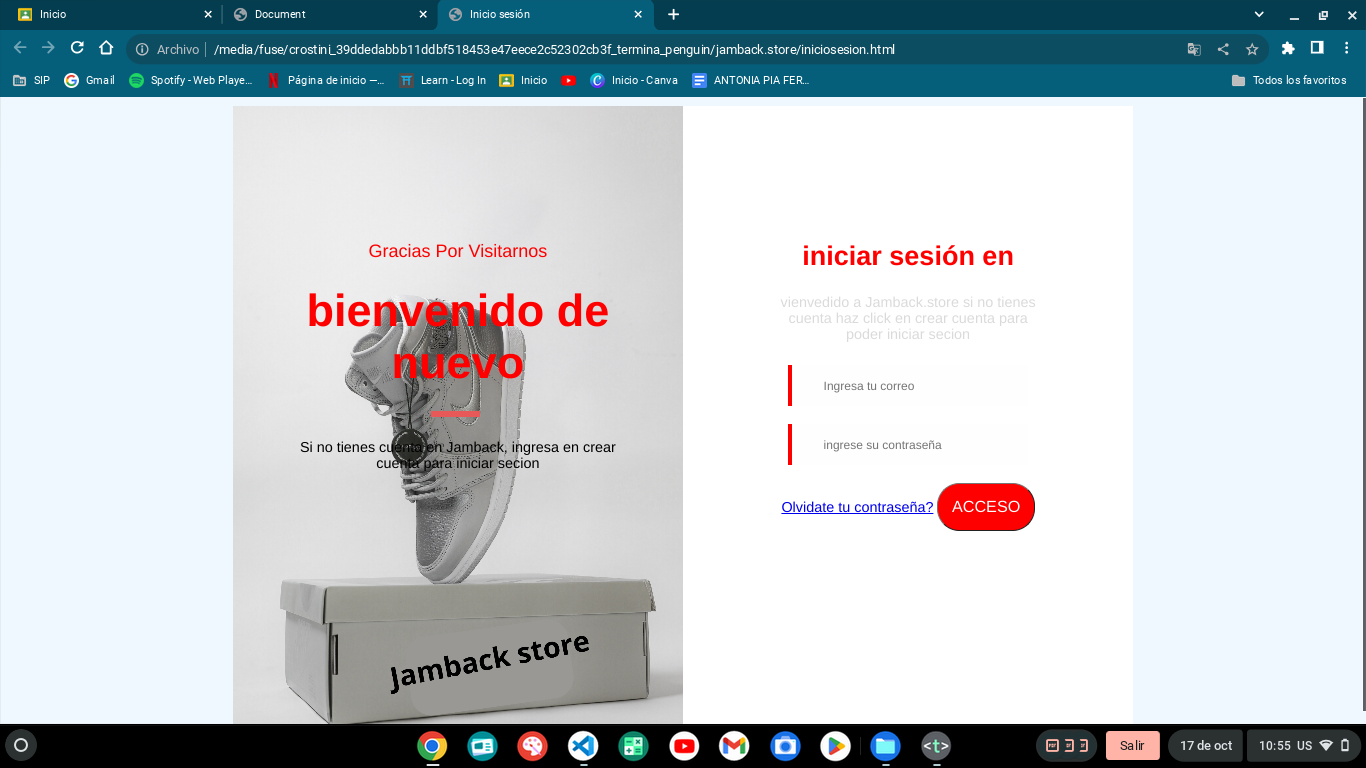 Inicio
Document
Inicio sesión
Archivo
/media/fuse/crostini_39ddedabbb11ddbf518453e47eece2c52302cb3f_termina_penguin/jamback.store/iniciosesion.html
SIP
Gmail
Spotify - Web Playe...
Página de inicio —...
Learn - Log In
Inicio
Inicio - Canva
ANTONIA PIA FER...
Todos los favoritos
Gracias Por Visitarnos
bienvenido de
nuevo
Si no tienes cuenta en Jamback, ingresa en crear
cuenta para iniciar secion
Jamback store
iniciar sesión en
vienvedido a Jamback.store si no tienes
cuenta haz click en crear cuenta para
poder iniciar secion
Ingresa tu correo
ingrese su contraseña
Olvidate tu contraseña?
ACCESO
<t>
Salir
17 de oct
10:55 US